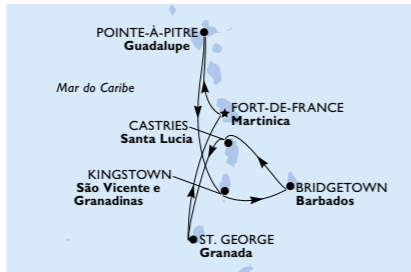 POINTE-À-PITRE
Guadalupe
Mar do Caribe
FORT-DE-FRANCE
Martinica
CASTRIES
Santa Lucia
KINGSTOWN
São Vicente e
Granadinas
BRIDGETOWN
Barbados
ST. GEORGE
Granada